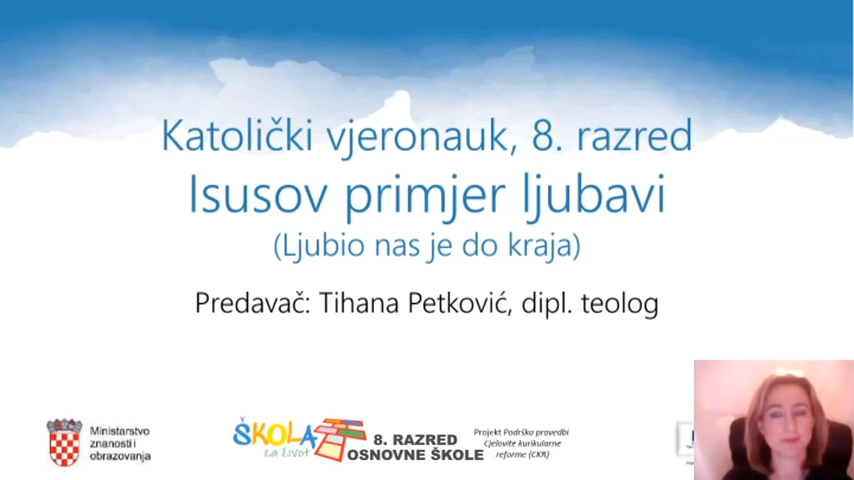 Katolički vjeronauk, 8. razred
Isusov primjer ljubavi
(Ljubio nas je do kraja)
Predavač: Tihana Petković, dipl. teolog
Ministarstvo
znanosti i
obrazovanja
ŠKOLA
za život
8. RAZRED
OSNOVNE ŠKOLE
Projekt Podrška provedbi
Cjelovite kurikularne
reforme (CKR)